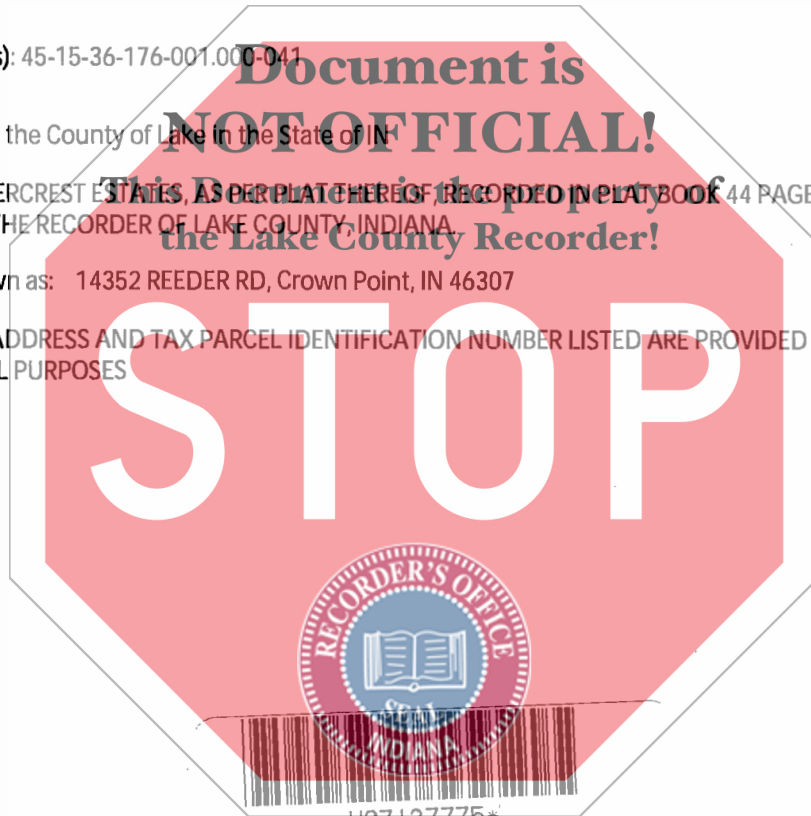 s): 45-15-36-176-001.000-041
Document is
NOT OFFICIAL!
the County of Lake in the State of IN
This Document is the property of
the Lake County Recorder!
ERCREST ESTATES, AS PER PLAT THEREOF, RECORDED IN PLAT BOOK 44 PAGE
THE RECORDER OF LAKE COUNTY, INDIANA.
wn as: 14352 REEDER RD, Crown Point, IN 46307
ADDRESS AND TAX PARCEL IDENTIFICATION NUMBER LISTED ARE PROVIDED
L PURPOSES
STOP
RECORDER'S OFFICE
SEAL
INDIANA